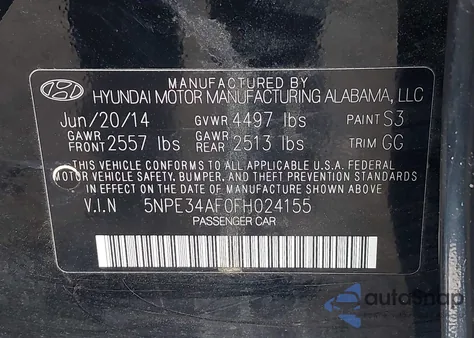 MANUFACTURED BY
HYUNDAI MOTOR MANUFACTURING ALABAMA, LLC
Jun/20/14 GVWR 4497 lbs PAINT S3
GAWR FRONT 2557 lbs GAWR REAR 2513 lbs TRIM GG
THIS VEHICLE CONFORMS TO ALL APPLICABLE U.S.A. FEDERAL
MOTOR VEHICLE SAFETY, BUMPER, AND THEFT PREVENTION STANDARDS
IN EFFECT ON THE DATE OF MANUFACTURE SHOWN ABOVE.
V.I.N 5NPE34AF0FH024155
PASSENGER CAR
autoSnap